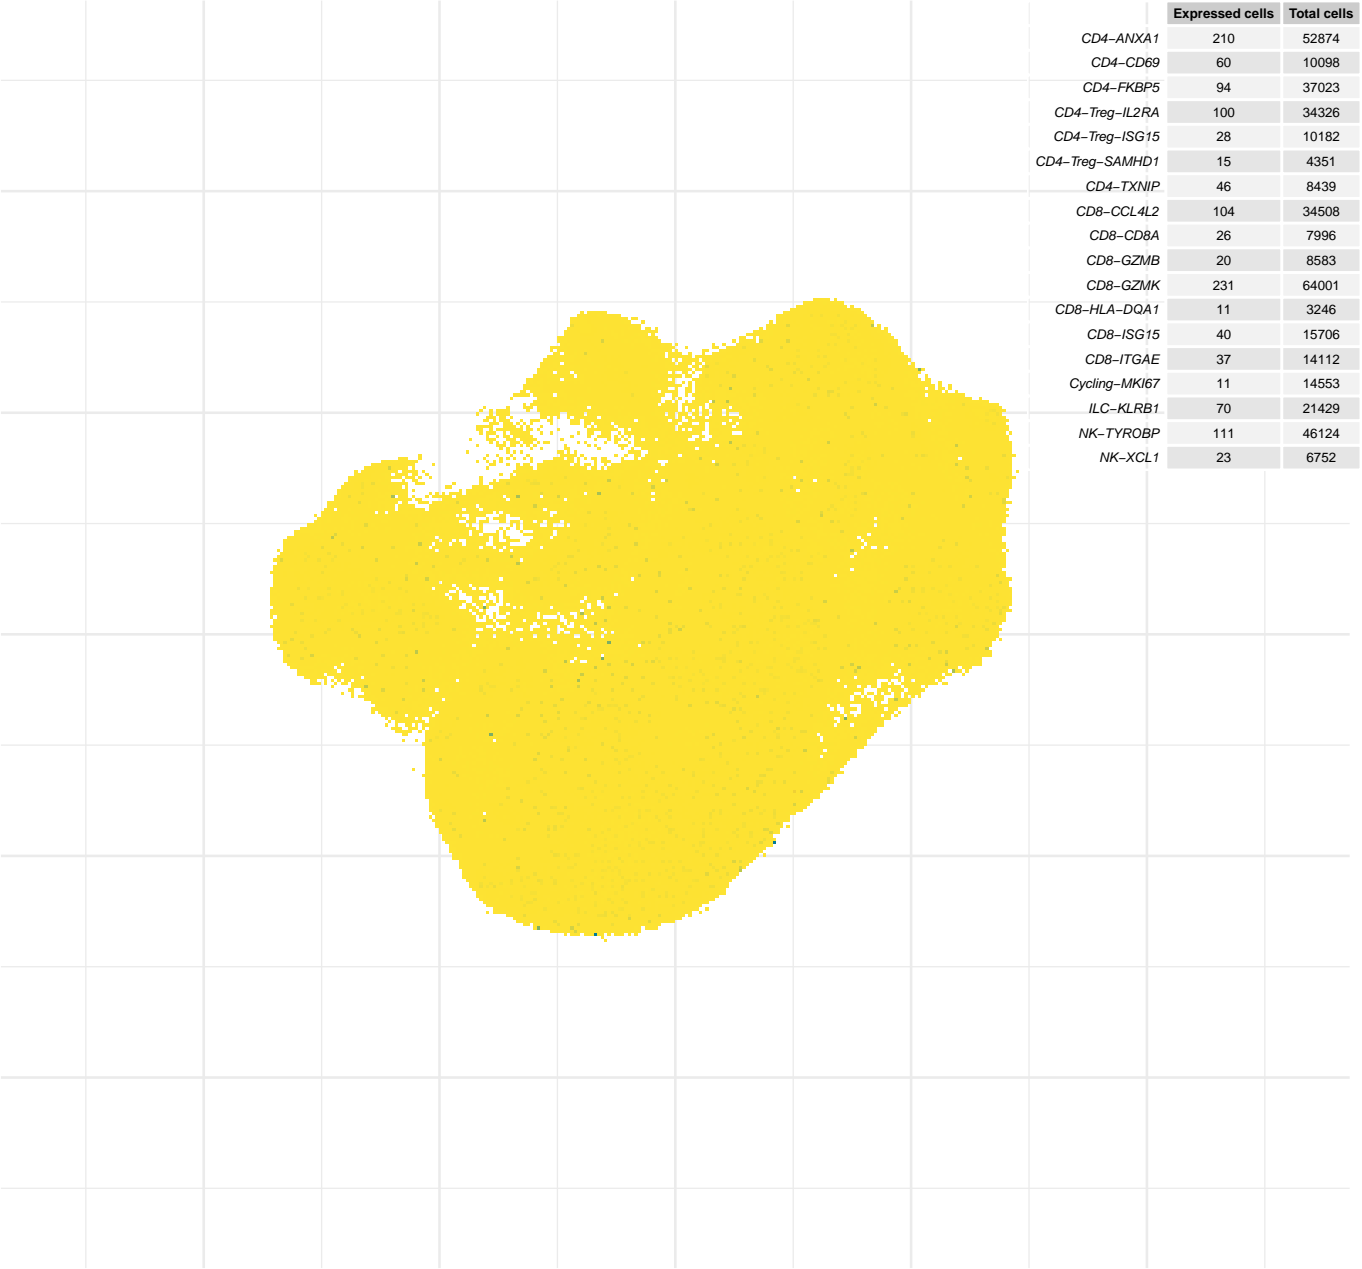 Expressed cells Total cells
CD4−ANXA1 210 52874
CD4−CD69 60 10098
CD4−FKBP5 94 37023
CD4−Treg−IL2RA 100 34326
CD4−Treg−ISG15 28 10182
CD4−Treg−SAMHD1 15 4351
CD4−TXNIP 46 8439
CD8−CCL4L2 104 34508
CD8−CD8A 26 7996
CD8−GZMB 20 8583
CD8−GZMK 231 64001
CD8−HLA−DQA1 11 3246
CD8−ISG15 40 15706
CD8−ITGAE 37 14112
Cycling−MKI67 11 14553
ILC−KLRB1 70 21429
NK−TYROBP 111 46124
NK−XCL1 23 6752